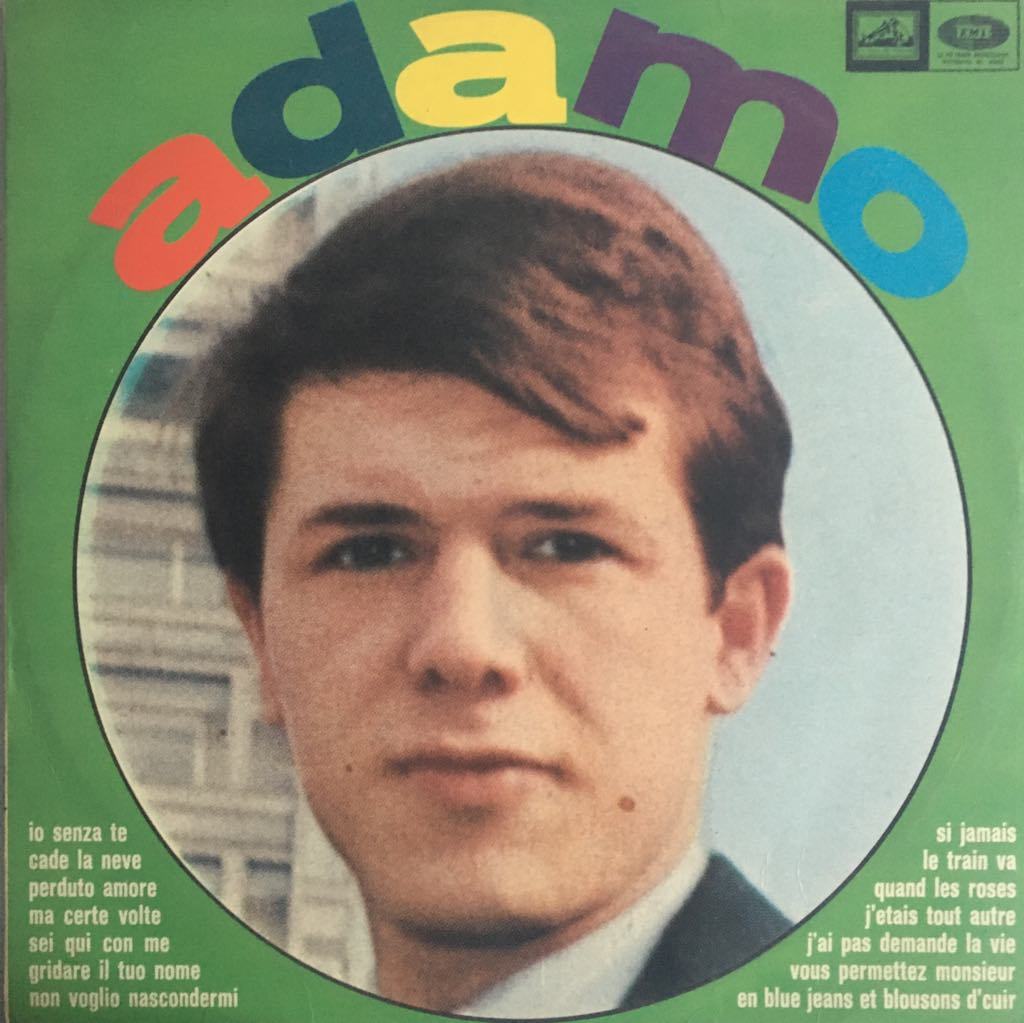 adamo
EMI
io senza te
cade la neve
perduto amore
ma certe volte
sei qui con me
gridare il tuo nome
non voglio nascondermi
si jamais
le train va
quand les roses
j'etais tout autre
j'ai pas demande la vie
vous permettez monsieur
en blue jeans et blousons d'cuir